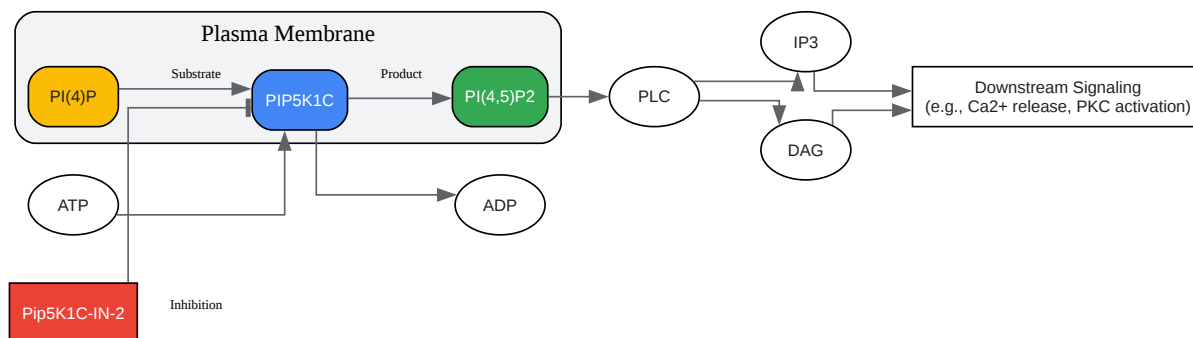 Plasma Membrane
PI(4)P
Substrate
PIP5K1C
Product
PI(4,5)P2
PLC
IP3
DAG
Downstream Signaling
(e.g., Ca2+ release, PKC activation)
ATP
ADP
Pip5K1C-IN-2
Inhibition